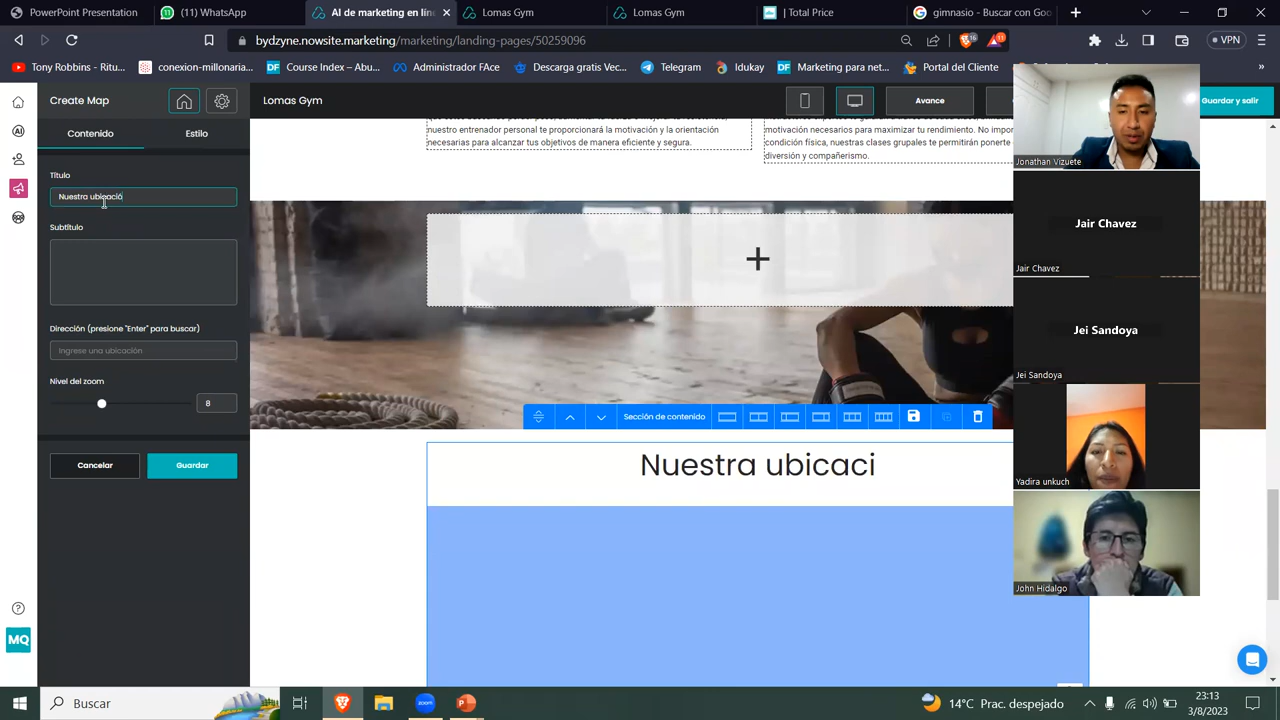 PowerPoint Presentation
(11) WhatsApp
AI de marketing en líne
Lomas Gym
Lomas Gym
| Total Price
gimnasio - Buscar con Goo
bydzyne.nowsite.marketing/marketing/landing-pages/50259096
VPN
Tony Robbins - Ritu...
conexion-millonaria...
Course Index – Abu...
Administrador FAce
Descarga gratis Vec...
Telegram
Idukay
Marketing para net...
Portal del Cliente
Create Map
Lomas Gym
Avance
Guardar y salir
Contenido
Estilo
Título
Nuestra ubicació
Subtítulo
Dirección (presione "Enter" para buscar)
Ingrese una ubicación
Nivel del zoom
8
Cancelar
Guardar
nuestro entrenador personal te proporcionará la motivación y la orientación
necesarias para alcanzar tus objetivos de manera eficiente y segura.
motivación necesarios para maximizar tu rendimiento. No impor
condición física, nuestras clases grupales te permitirán ponerte
diversión y compañerismo.
Sección de contenido
Nuestra ubicaci
Jonathan Vizuete
Jair Chavez
Jair Chavez
Jei Sandoya
Jei Sandoya
Yadira unkuch
John Hidalgo
MQ
Buscar
14°C Prac. despejado
23:13
3/8/2023